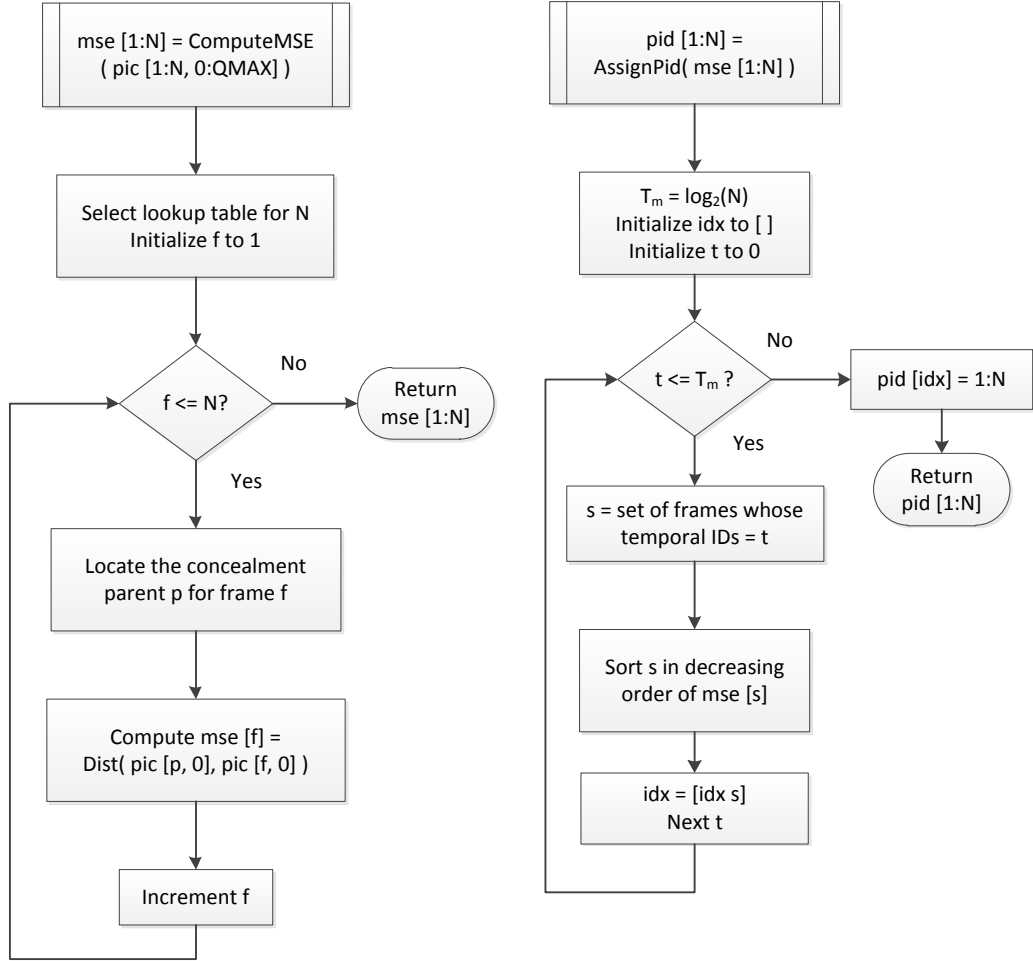 mse [1:N] = ComputeMSE
( pic [1:N, 0:QMAX] )
Select lookup table for N
Initialize f to 1
f <= N?
No
Return
mse [1:N]
Yes
Locate the concealment
parent p for frame f
Compute mse [f] =
Dist( pic [p, 0], pic [f, 0] )
Increment f
pid [1:N] =
AssignPid( mse [1:N] )
Tₘ = log₂(N)
Initialize idx to [ ]
Initialize t to 0
t <= Tₘ ?
No
pid [idx] = 1:N
Return
pid [1:N]
Yes
s = set of frames whose
temporal IDs = t
Sort s in decreasing
order of mse [s]
idx = [idx s]
Next t